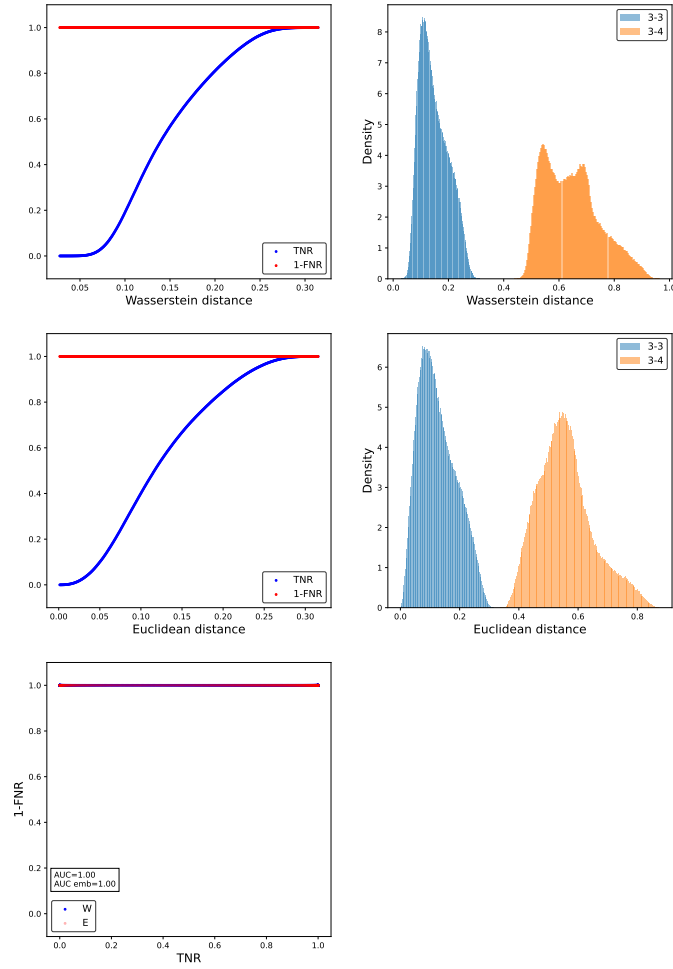 1.0
0.8
0.6
0.4
0.2
0.0
0.05 0.10 0.15 0.20 0.25 0.30
Wasserstein distance
TNR
1-FNR
8
7
6
5
4
3
2
1
0
Density
0.0 0.2 0.4 0.6 0.8 1.0
Wasserstein distance
3-3
3-4
1.0
0.8
0.6
0.4
0.2
0.0
0.00 0.05 0.10 0.15 0.20 0.25 0.30
Euclidean distance
TNR
1-FNR
6
5
4
3
2
1
0
Density
0.0 0.2 0.4 0.6 0.8
Euclidean distance
3-3
3-4
1.0
0.8
0.6
0.4
0.2
0.0
1-FNR
AUC=1.00
AUC emb=1.00
W
E
0.0 0.2 0.4 0.6 0.8 1.0
TNR